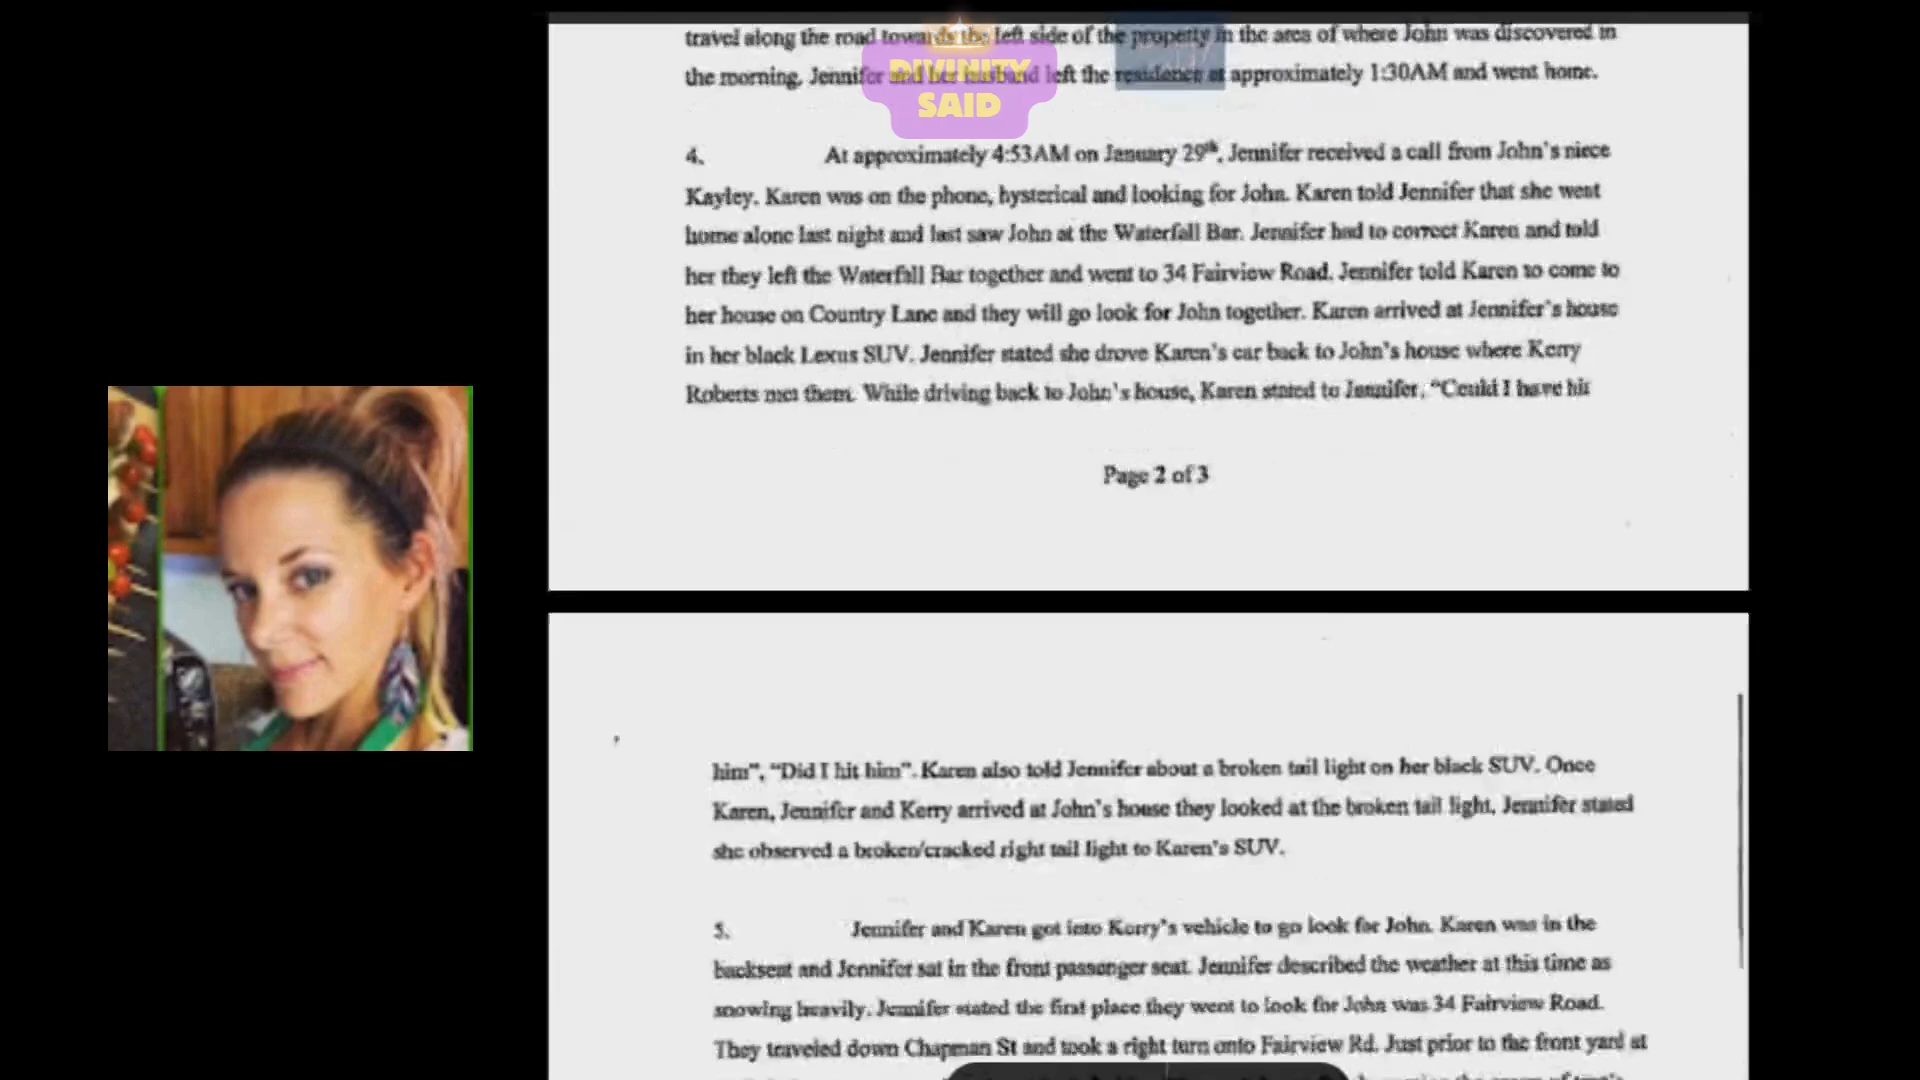 travel along the road towards the left side of the property in the area of where John was discovered in
the morning. Jennifer and her husband left the residence at approximately 1:30AM and went home.
DIVINITY
SAID
4. At approximately 4:53AM on January 29th, Jennifer received a call from John's niece
Kayley. Karen was on the phone, hysterical and looking for John. Karen told Jennifer that she went
home alone last night and last saw John at the Waterfall Bar. Jennifer had to correct Karen and told
her they left the Waterfall Bar together and went to 34 Fairview Road. Jennifer told Karen to come to
her house on Country Lane and they will go look for John together. Karen arrived at Jennifer's house
in her black Lexus SUV. Jennifer stated she drove Karen's car back to John's house where Kerry
Roberts met them. While driving back to John's house, Karen stated to Jennifer, "Could I have hit
Page 2 of 3
him", "Did I hit him". Karen also told Jennifer about a broken tail light on her black SUV. Once
Karen, Jennifer and Kerry arrived at John's house they looked at the broken tail light, Jennifer stated
she observed a broken/cracked right tail light to Karen's SUV.
5. Jennifer and Karen got into Kerry's vehicle to go look for John. Karen was in the
backseat and Jennifer sat in the front passenger seat. Jennifer described the weather at this time as
snowing heavily. Jennifer stated the first place they went to look for John was 34 Fairview Road.
They traveled down Chapman St and took a right turn onto Fairview Rd. Just prior to the front yard at